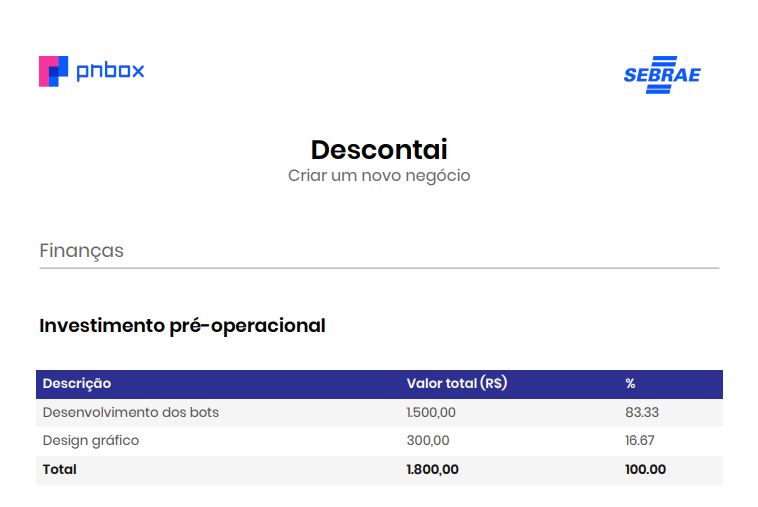 pnbox
SEBRAE
Descontai
Criar um novo negócio
Finanças
Investimento pré-operacional
Descrição Valor total (R$) %
Desenvolvimento dos bots 1.500,00 83.33
Design gráfico 300,00 16.67
Total 1.800,00 100.00